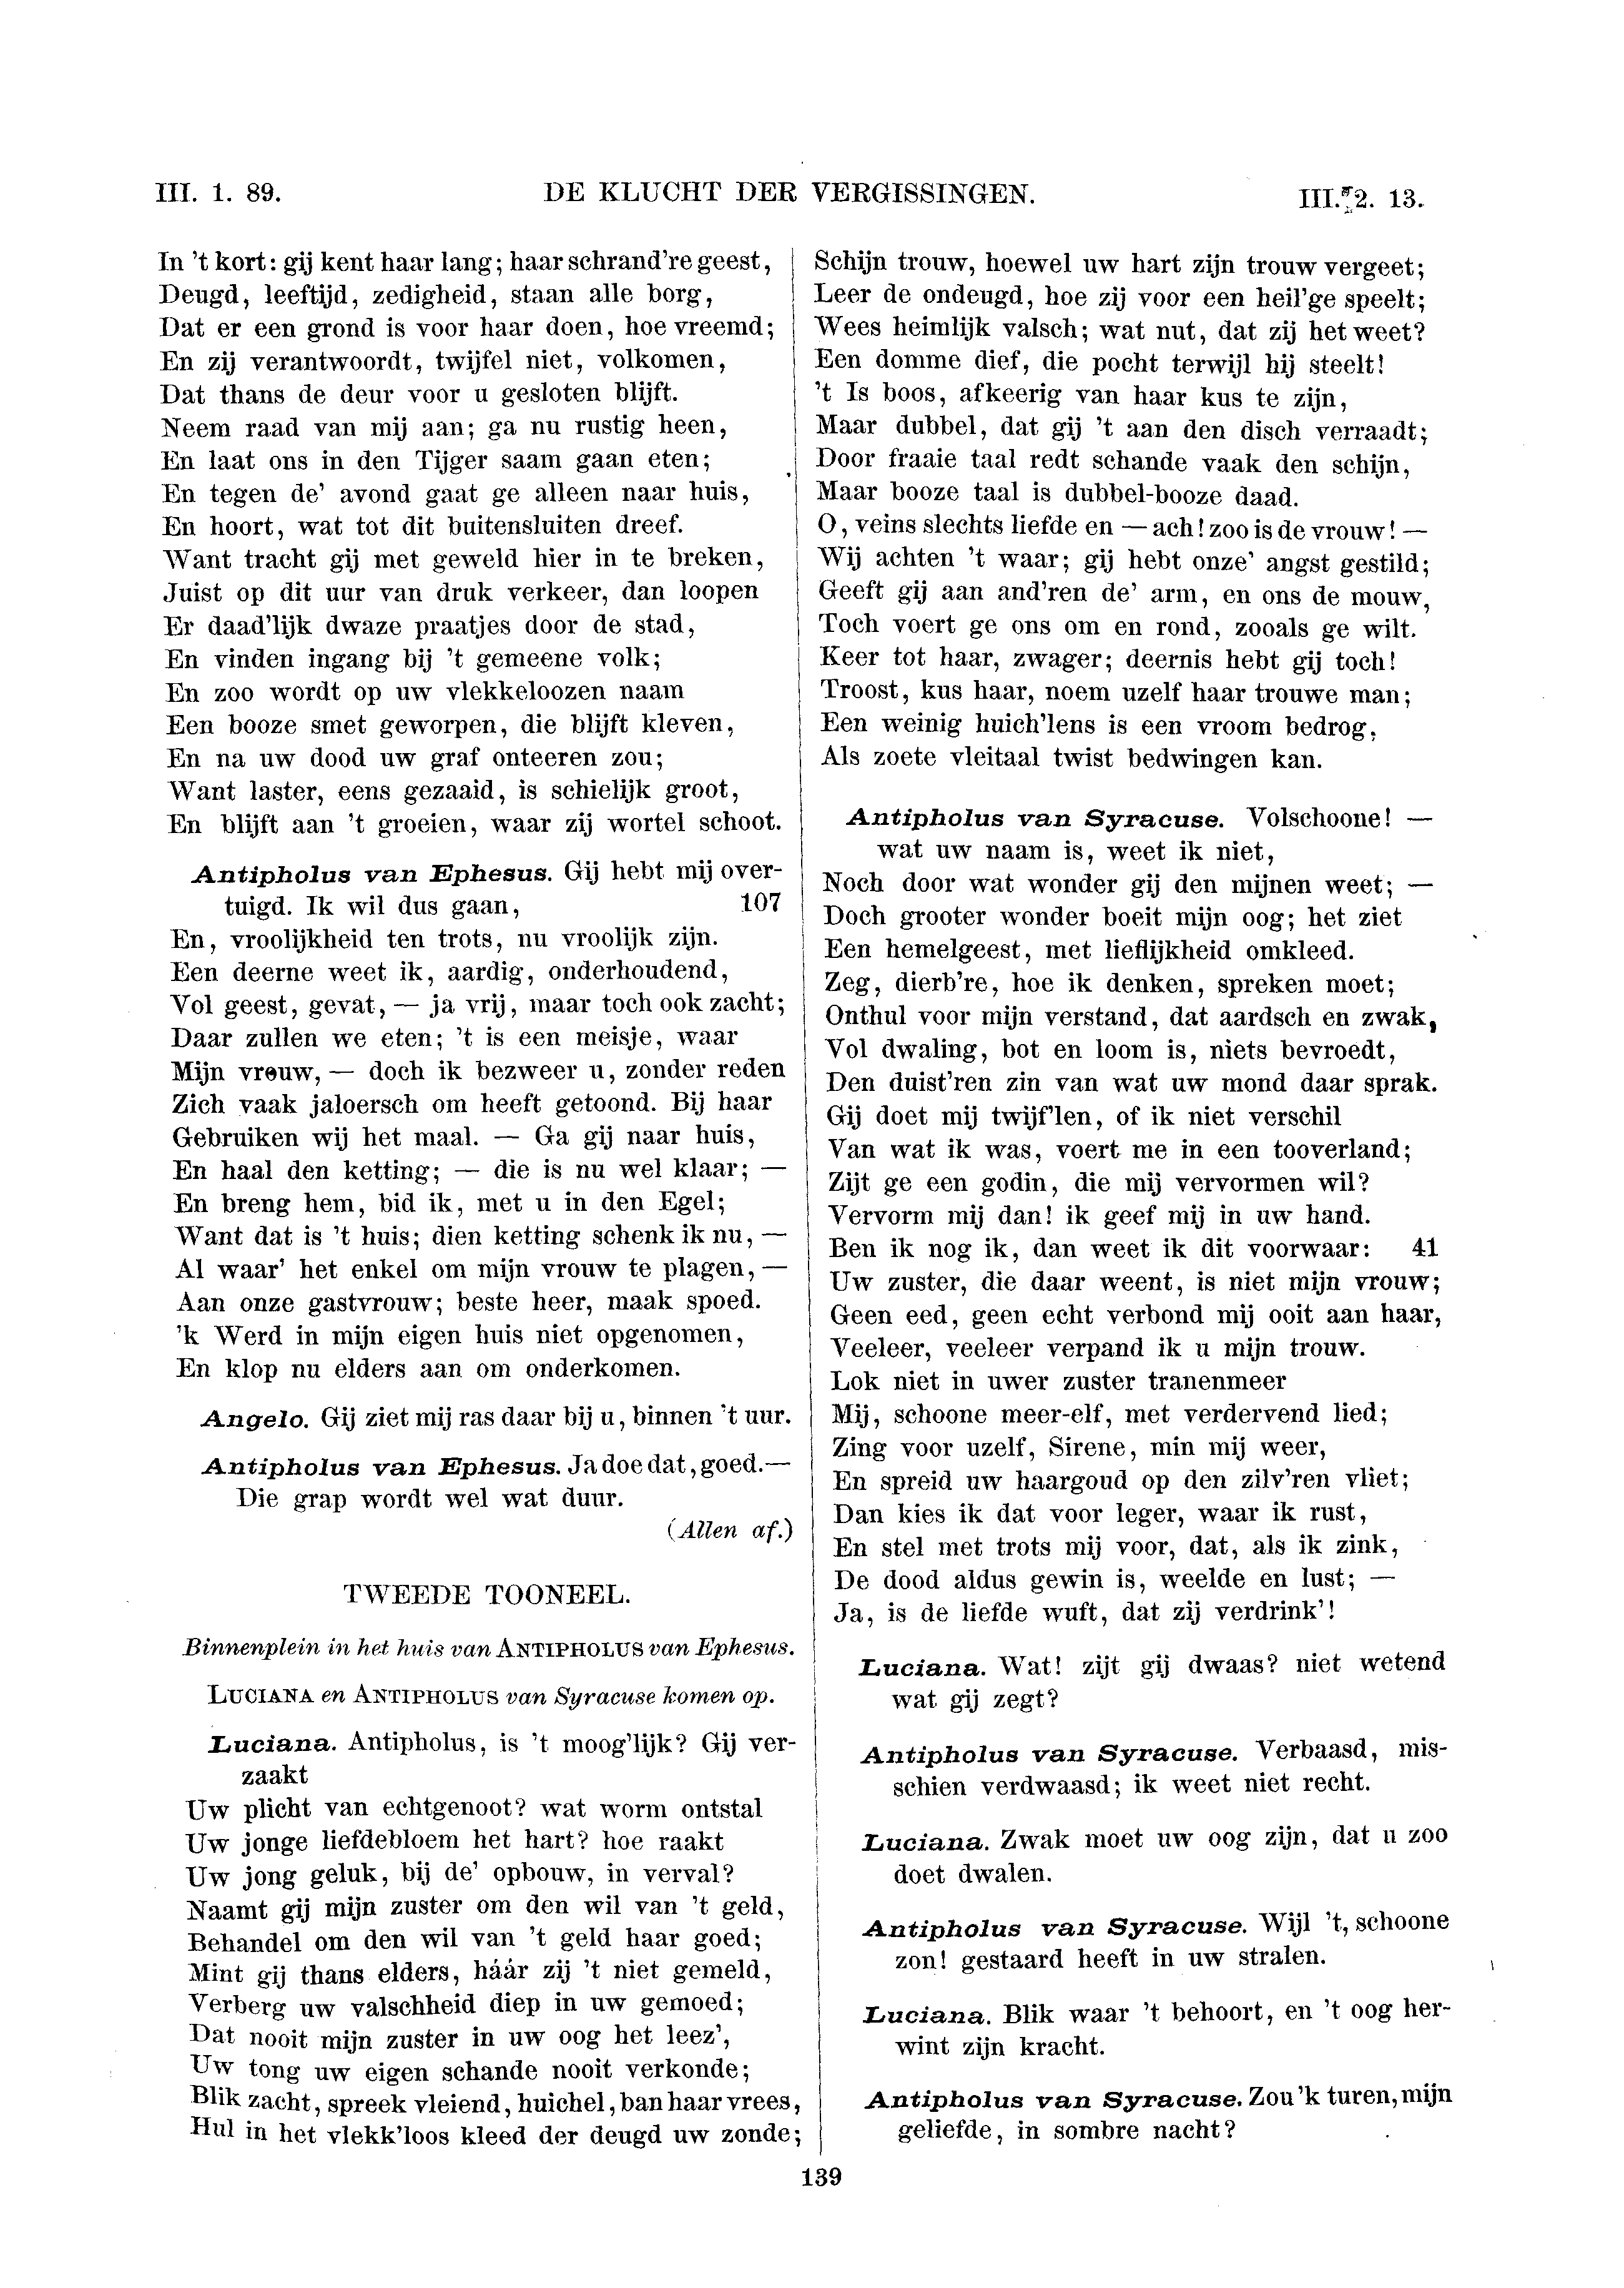 III. 1. 89.
DE KLUCHT DER VERGISSINGEN.
III. 2. 13.
In 't kort: gij kent haar lang; haar schrand're geest,
Deugd, leeftijd, zedigheid, staan alle borg,
Dat er een grond is voor haar doen, hoe vreemd;
En zij verantwoordt, twijfel niet, volkomen,
Dat thans de deur voor u gesloten blijft.
Neem raad van mij aan; ga nu rustig heen,
En laat ons in den Tijger saam gaan eten;
En tegen de' avond gaat ge alleen naar huis,
En hoort, wat tot dit buitensluiten dreef.
Want tracht gij met geweld hier in te breken,
Juist op dit uur van druk verkeer, dan loopen
Er daad'lijk dwaze praatjes door de stad,
En vinden ingang bij 't gemeene volk;
En zoo wordt op uw vlekkeloozen naam
Een booze smet geworpen, die blijft kleven,
En na uw dood uw graf onteeren zou;
Want laster, eens gezaaid, is schielijk groot,
En blijft aan 't groeien, waar zij wortel schoot.
Antipholus van Ephesus. Gij hebt mij over-
tuigd. Ik wil dus gaan, 107
En, vroolijkheid ten trots, nu vroolijk zijn.
Een deerne weet ik, aardig, onderhoudend,
Vol geest, gevat, — ja vrij, maar toch ook zacht;
Daar zullen we eten; 't is een meisje, waar
Mijn vrouw, — doch ik bezweer u, zonder reden
Zich vaak jaloersch om heeft getoond. Bij haar
Gebruiken wij het maal. — Ga gij naar huis,
En haal den ketting; — die is nu wel klaar; —
En breng hem, bid ik, met u in den Egel;
Want dat is 't huis; dien ketting schenk ik nu, —
Al waar' het enkel om mijn vrouw te plagen, —
Aan onze gastvrouw; beste heer, maak spoed.
'k Werd in mijn eigen huis niet opgenomen,
En klop nu elders aan om onderkomen.
Angelo. Gij ziet mij ras daar bij u, binnen 't uur.
Antipholus van Ephesus. Ja doe dat, goed. —
Die grap wordt wel wat duur.
(Allen af.)
TWEEDE TOONEEL.
Binnenplein in het huis van ANTIPHOLUS van Ephesus.
LUCIANA en ANTIPHOLUS van Syracuse komen op.
Luciana. Antipholus, is 't moog'lijk? Gij ver-
zaakt
Uw plicht van echtgenoot? wat worm ontstal
Uw jonge liefdebloem het hart? hoe raakt
Uw jong geluk, bij de' opbouw, in verval?
Naamt gij mijn zuster om den wil van 't geld,
Behandel om den wil van 't geld haar goed;
Mint gij thans elders, háár zij 't niet gemeld,
Verberg uw valschheid diep in uw gemoed;
Dat nooit mijn zuster in uw oog het leez',
Uw tong uw eigen schande nooit verkonde;
Blik zacht, spreek vleiend, huichel, ban haar vrees,
Hul in het vlekk'loos kleed der deugd uw zonde;
Schijn trouw, hoewel uw hart zijn trouw vergeet;
Leer de ondeugd, hoe zij voor een heil'ge speelt;
Wees heimlijk valsch; wat nut, dat zij het weet?
Een domme dief, die pocht terwijl hij steelt!
't Is boos, afkeerig van haar kus te zijn,
Maar dubbel, dat gij 't aan den disch verraadt;
Door fraaie taal redt schande vaak den schijn,
Maar booze taal is dubbel-booze daad.
O, veins slechts liefde en — ach! zoo is de vrouw! —
Wij achten 't waar; gij hebt onze' angst gestild;
Geeft gij aan and'ren de' arm, en ons de mouw,
Toch voert ge ons om en rond, zooals ge wilt.
Keer tot haar, zwager; deernis hebt gij toch!
Troost, kus haar, noem uzelf haar trouwe man;
Een weinig huich'lens is een vroom bedrog,
Als zoete vleitaal twist bedwingen kan.
Antipholus van Syracuse. Volschoone! —
wat uw naam is, weet ik niet,
Noch door wat wonder gij den mijnen weet; —
Doch grooter wonder boeit mijn oog; het ziet
Een hemelgeest, met lieflijkheid omkleed.
Zeg, dierb're, hoe ik denken, spreken moet;
Onthul voor mijn verstand, dat aardsch en zwak,
Vol dwaling, bot en loom is, niets bevroedt,
Den duist'ren zin van wat uw mond daar sprak.
Gij doet mij twijf'len, of ik niet verschil
Van wat ik was, voert me in een tooverland;
Zijt ge een godin, die mij vervormen wil?
Vervorm mij dan! ik geef mij in uw hand.
Ben ik nog ik, dan weet ik dit voorwaar: 41
Uw zuster, die daar weent, is niet mijn vrouw;
Geen eed, geen echt verbond mij ooit aan haar,
Veeleer, veeleer verpand ik u mijn trouw.
Lok niet in uwer zuster tranenmeer
Mij, schoone meer-elf, met verdervend lied;
Zing voor uzelf, Sirene, min mij weer,
En spreid uw haargoud op den zilv'ren vliet;
Dan kies ik dat voor leger, waar ik rust,
En stel met trots mij voor, dat, als ik zink,
De dood aldus gewin is, weelde en lust; —
Ja, is de liefde wuft, dat zij verdrink'!
Luciana. Wat! zijt gij dwaas? niet wetend
wat gij zegt?
Antipholus van Syracuse. Verbaasd, mis-
schien verdwaasd; ik weet niet recht.
Luciana. Zwak moet uw oog zijn, dat u zoo
doet dwalen.
Antipholus van Syracuse. Wijl 't, schoone
zon! gestaard heeft in uw stralen.
Luciana. Blik waar 't behoort, en 't oog her-
wint zijn kracht.
Antipholus van Syracuse. Zou 'k turen, mijn
geliefde, in sombre nacht?
139